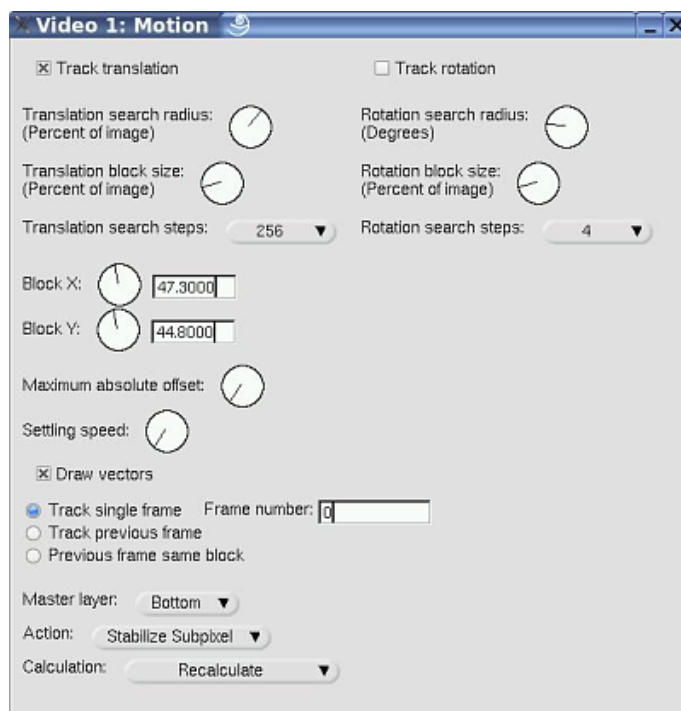 Video 1: Motion
Track translation
Track rotation
Translation search radius:
(Percent of image)
Rotation search radius:
(Degrees)
Translation block size:
(Percent of image)
Rotation block size:
(Percent of image)
Translation search steps: 256
Rotation search steps: 4
Block X: 47.3000
Block Y: 44.8000
Maximum absolute offset:
Settling speed:
Draw vectors
Track single frame Frame number: 0
Track previous frame
Previous frame same block
Master layer: Bottom
Action: Stabilize Subpixel
Calculation: Recalculate